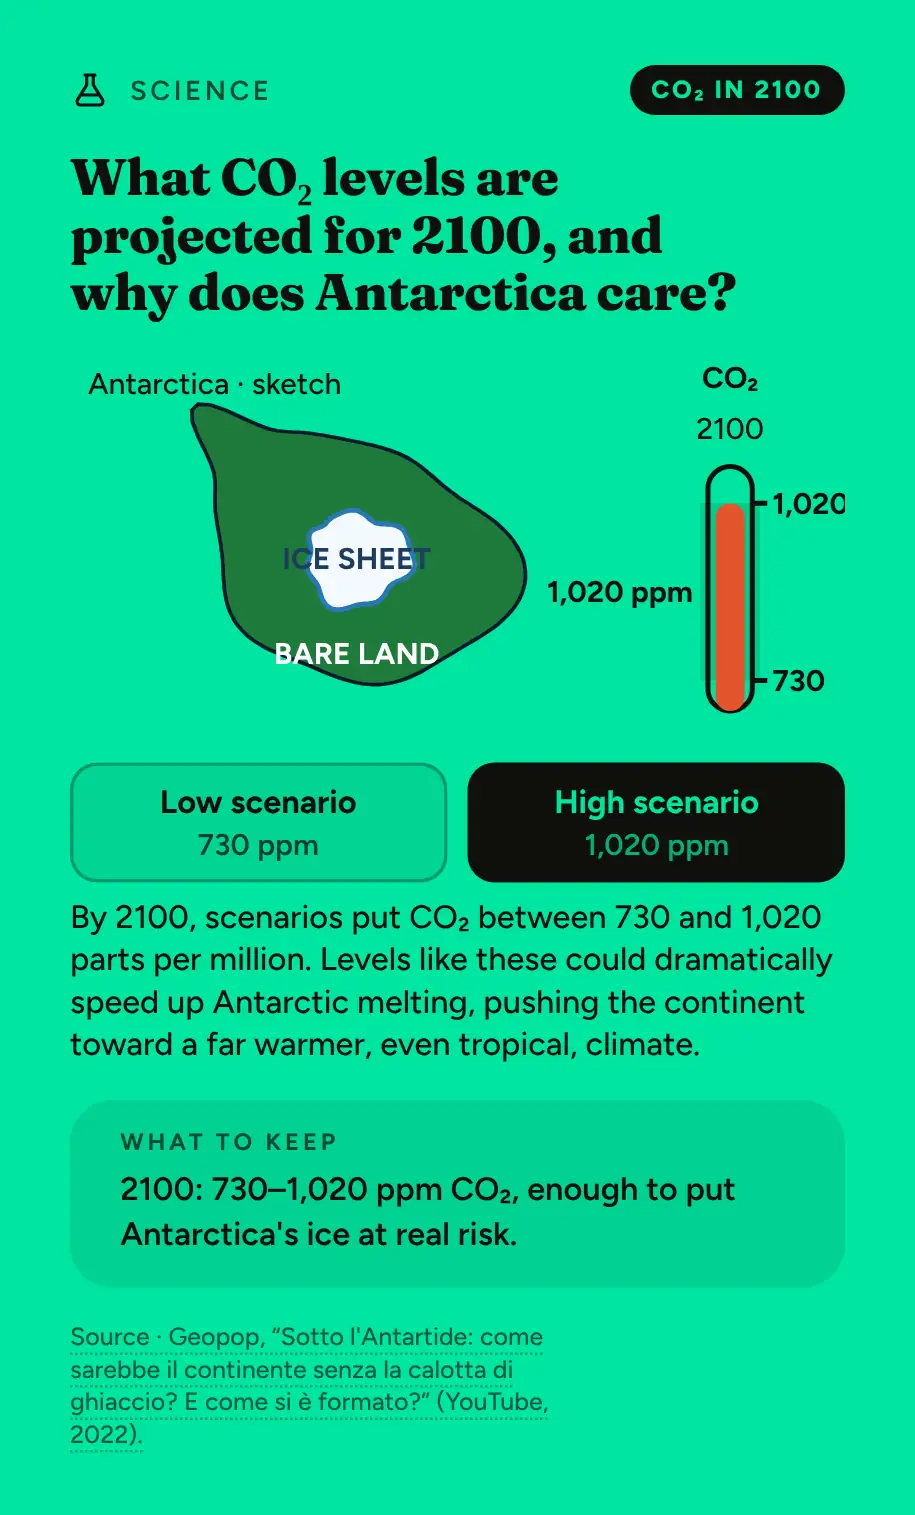 SCIENCE
CO₂ IN 2100
What CO₂ levels are
projected for 2100, and
why does Antarctica care?
Antarctica · sketch
CO₂
2100
1,020
ICE SHEET
1,020 ppm
BARE LAND
730
Low scenario
730 ppm
High scenario
1,020 ppm
By 2100, scenarios put CO₂ between 730 and 1,020
parts per million. Levels like these could dramatically
speed up Antarctic melting, pushing the continent
toward a far warmer, even tropical, climate.
WHAT TO KEEP
2100: 730–1,020 ppm CO₂, enough to put
Antarctica's ice at real risk.
Source · Geopop, “Sotto l'Antartide: come
sarebbe il continente senza la calotta di
ghiaccio? E come si è formato?” (YouTube,
2022).